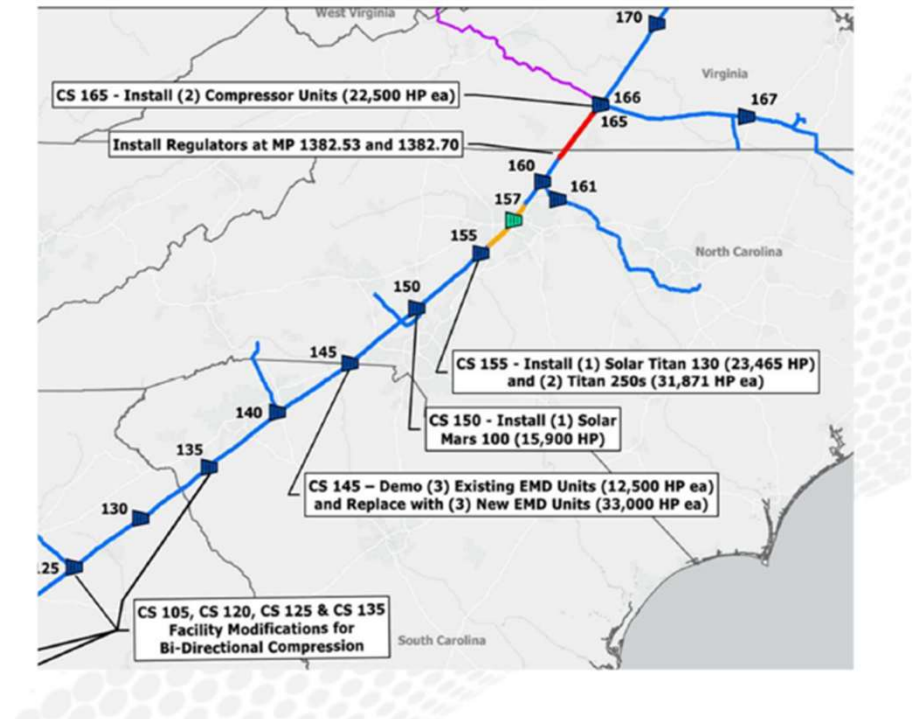 West Virginia
170
Virginia
CS 165 - Install (2) Compressor Units (22,500 HP ea)
166
167
165
Install Regulators at MP 1382.53 and 1382.70
160
161
157
155
North Carolina
150
145
CS 155 - Install (1) Solar Titan 130 (23,465 HP)
and (2) Titan 250s (31,871 HP ea)
140
CS 150 - Install (1) Solar
Mars 100 (15,900 HP)
135
CS 145 – Demo (3) Existing EMD Units (12,500 HP ea)
and Replace with (3) New EMD Units (33,000 HP ea)
130
25
CS 105, CS 120, CS 125 & CS 135
Facility Modifications for
Bi-Directional Compression
South Carolina